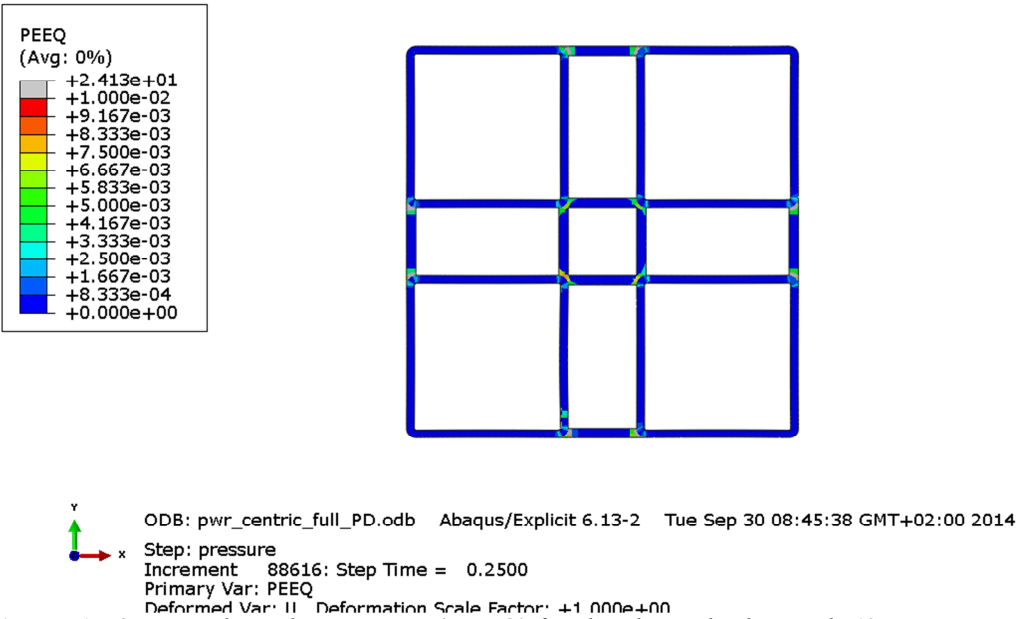 PEEQ
(Avg: 0%)
+2.413e+01
+1.000e-02
+9.167e-03
+8.333e-03
+7.500e-03
+6.667e-03
+5.833e-03
+5.000e-03
+4.167e-03
+3.333e-03
+2.500e-03
+1.667e-03
+8.333e-04
+0.000e+00
Y
X
ODB: pwr_centric_full_PD.odb Abaqus/Explicit 6.13-2 Tue Sep 30 08:45:38 GMT+02:00 2014
Step: pressure
Increment 88616: Step Time = 0.2500
Primary Var: PEEQ
Deformed Var: U Deformation Scale Factor: +1.000e+00